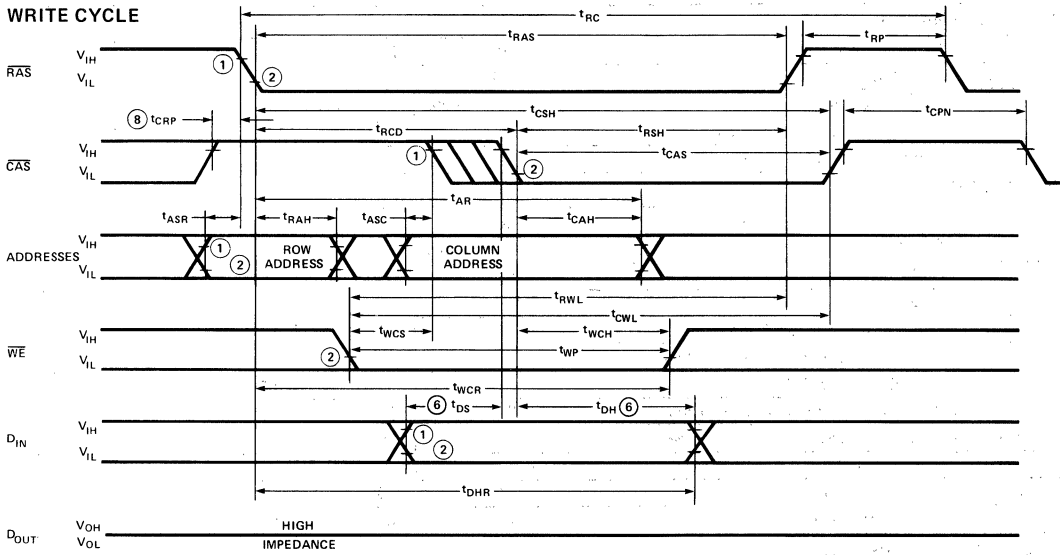 WRITE CYCLE
tRC
tRAS
tRP
RAS
VIH
VIL
1
2
8 tCRP
tCSH
tCPN
tRCD
tRSH
CAS
VIH
VIL
1
2
tCAS
tAR
tASR
tRAH
tASC
tCAH
ADDRESSES
VIH
VIL
1
2
ROW
ADDRESS
COLUMN
ADDRESS
tRWL
tCWL
tWCS
tWCH
WE
VIH
VIL
2
tWP
tWCR
6 tDS
tDH 6
DIN
VIH
VIL
1
2
tDHR
DOUT
VOH
VOL
HIGH
IMPEDANCE